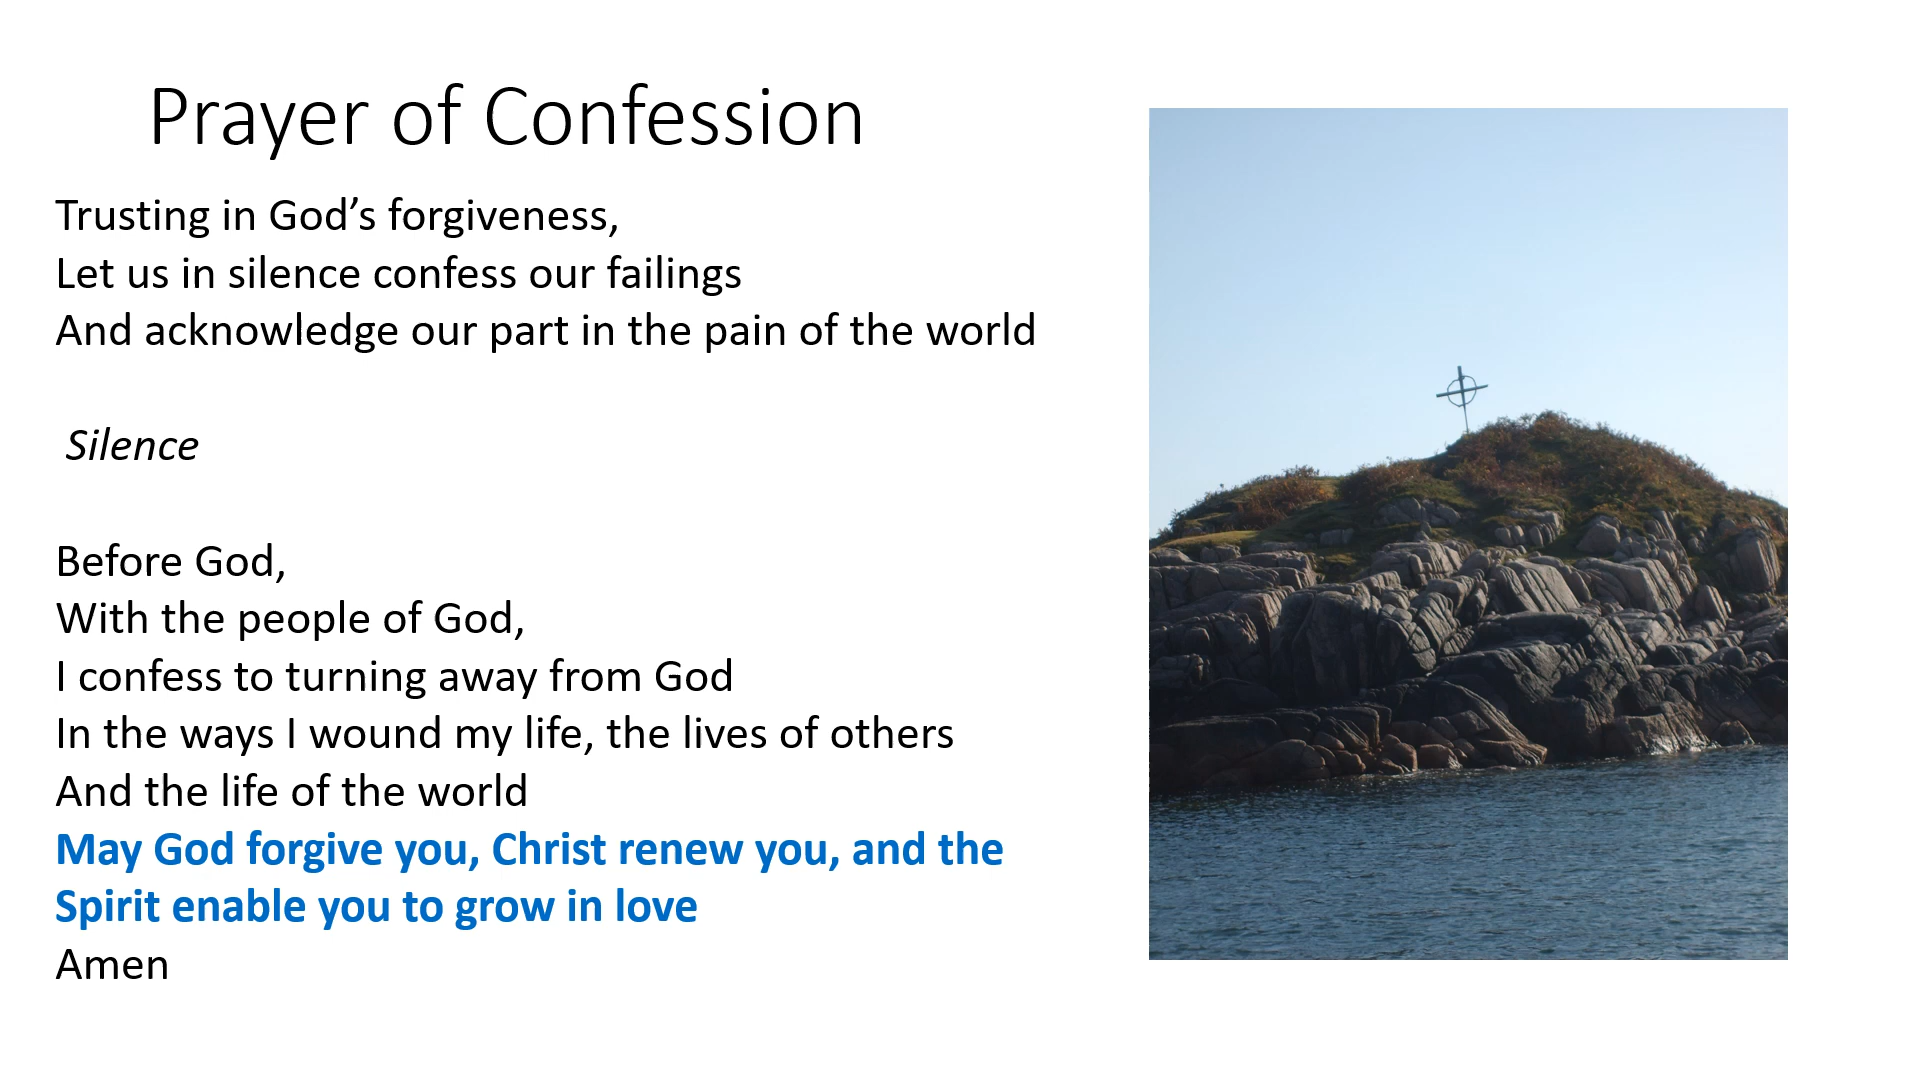 Prayer of Confession
Trusting in God’s forgiveness,
Let us in silence confess our failings
And acknowledge our part in the pain of the world
Silence
Before God,
With the people of God,
I confess to turning away from God
In the ways I wound my life, the lives of others
And the life of the world
May God forgive you, Christ renew you, and the
Spirit enable you to grow in love
Amen